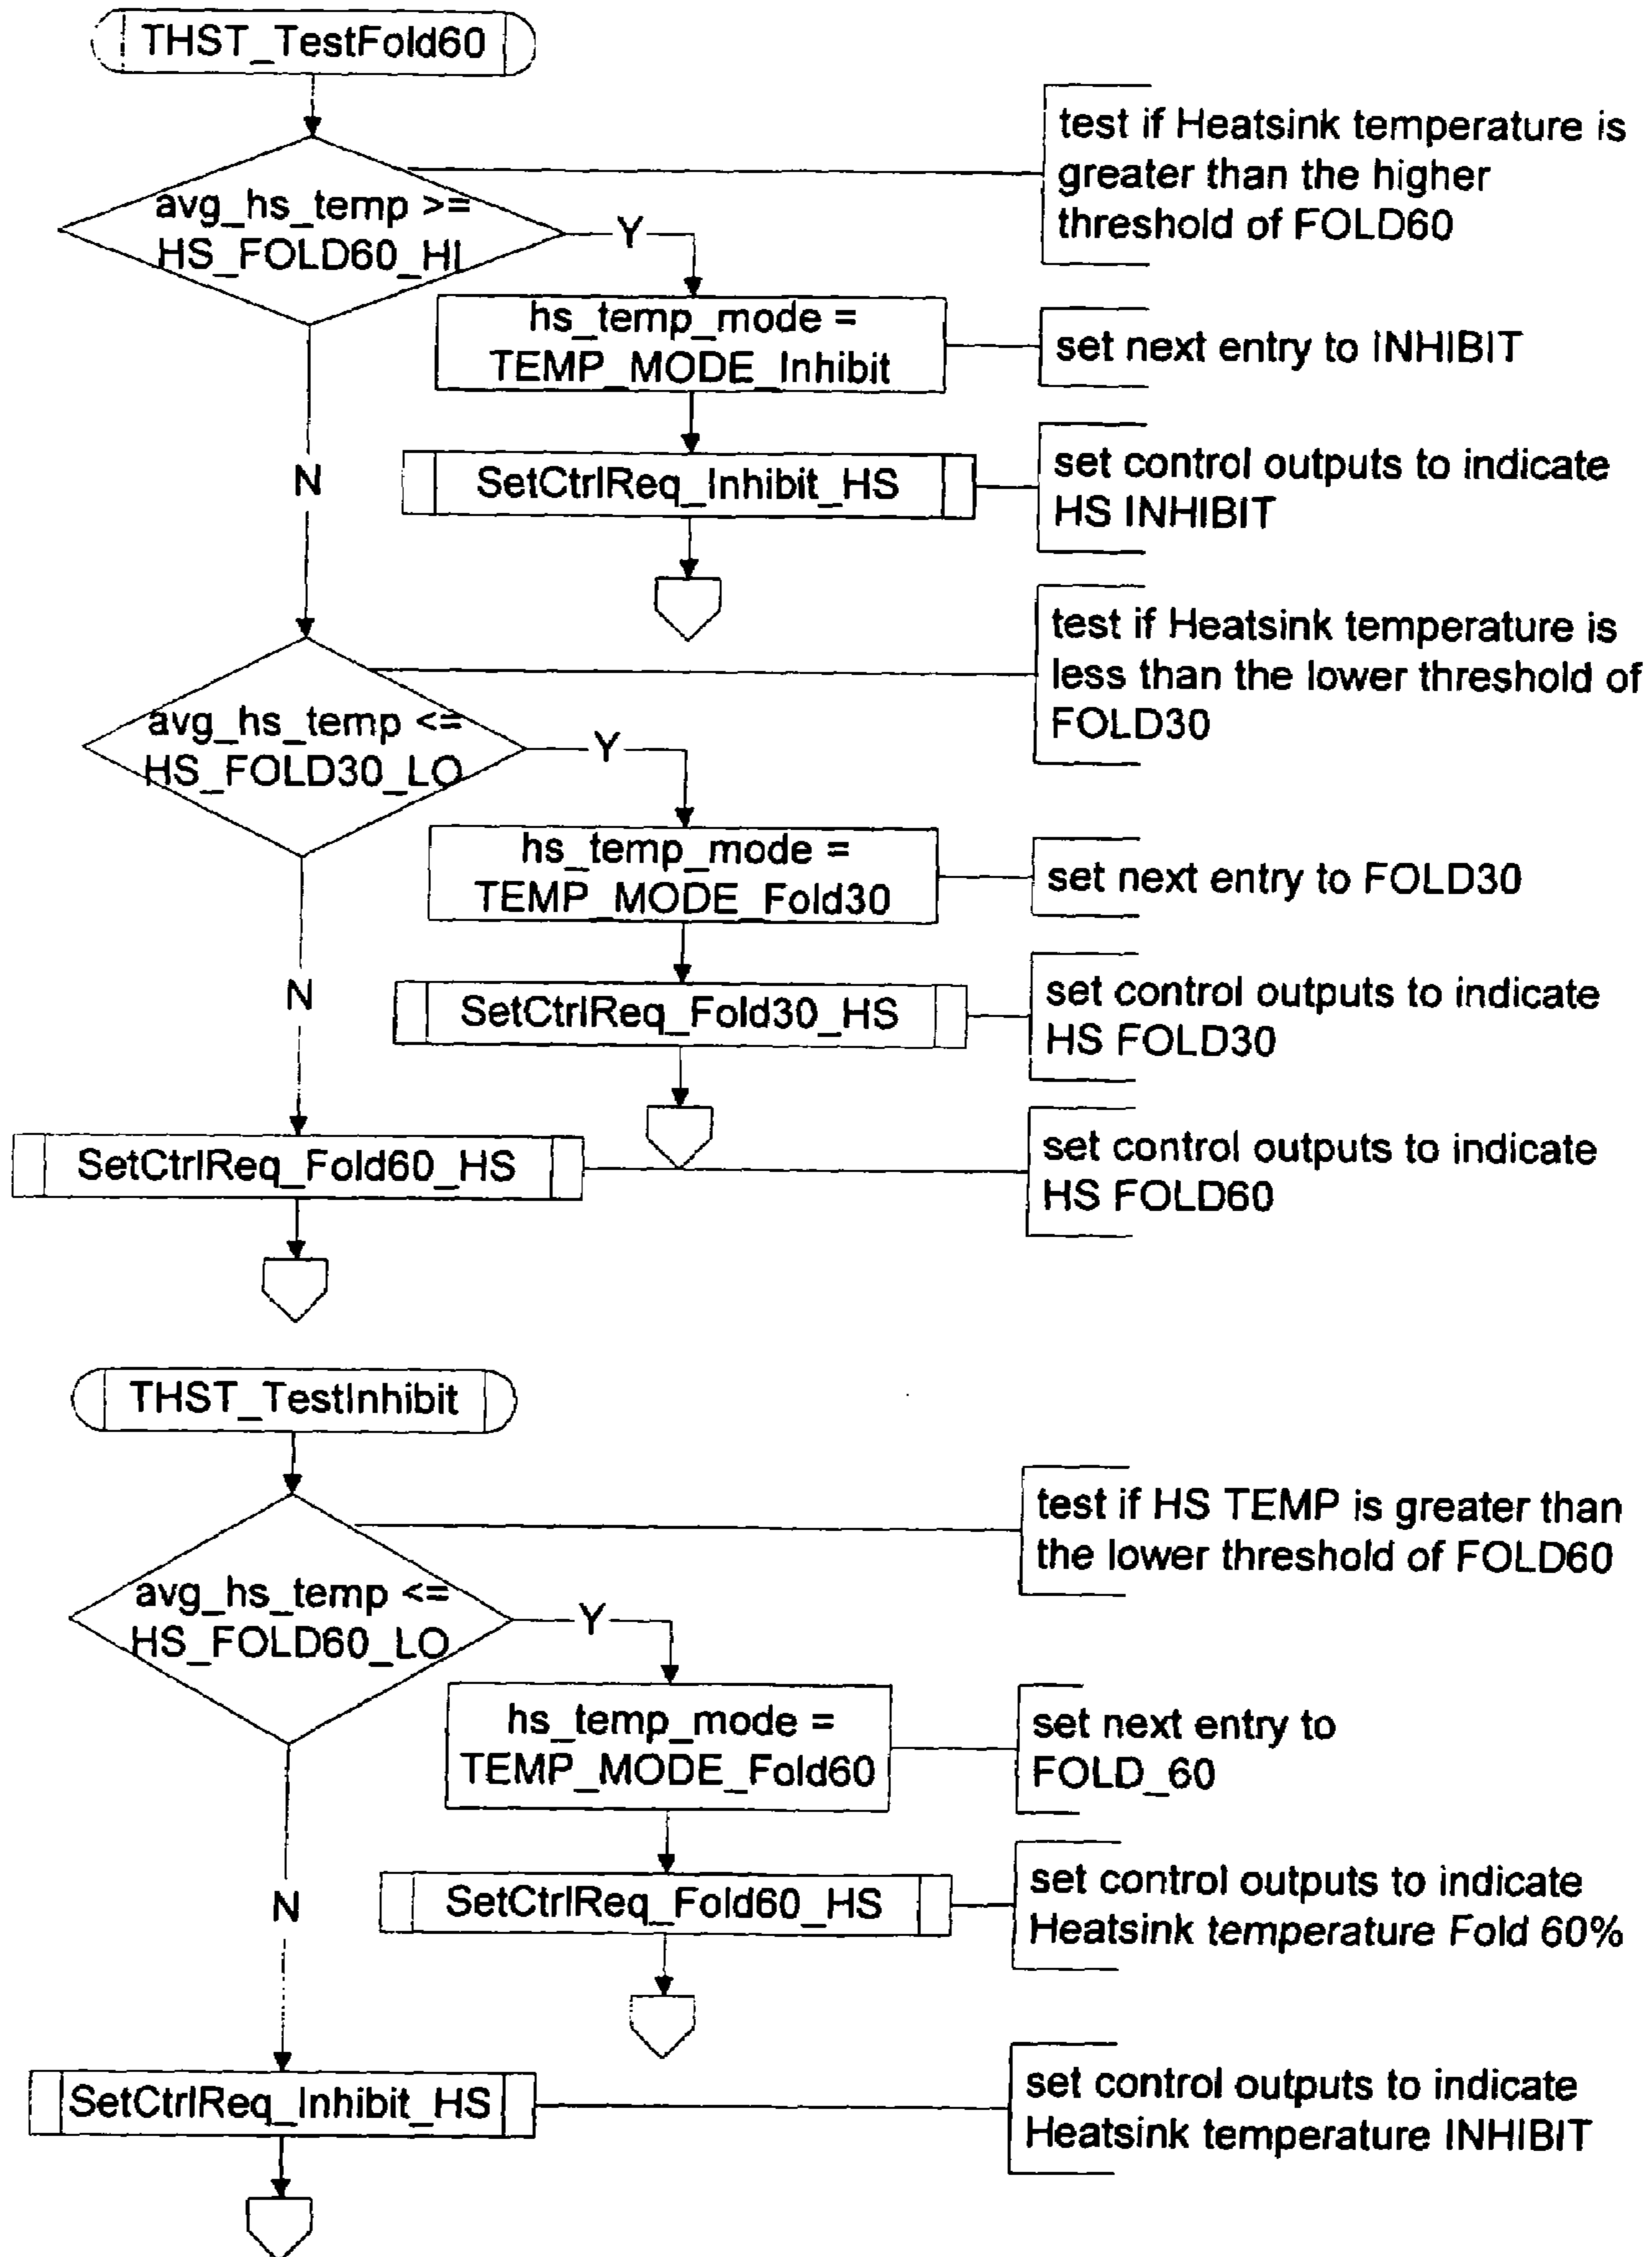 THST_TestFold60
test if Heatsink temperature is
greater than the higher
threshold of FOLD60
avg_hs_temp >=
HS_FOLD60_HI
Y
hs_temp_mode =
TEMP_MODE_Inhibit
set next entry to INHIBIT
N
SetCtrlReq_Inhibit_HS
set control outputs to indicate
HS INHIBIT
test if Heatsink temperature is
less than the lower threshold of
FOLD30
avg_hs_temp <=
HS_FOLD30_LO
Y
hs_temp_mode =
TEMP_MODE_Fold30
set next entry to FOLD30
N
SetCtrlReq_Fold30_HS
set control outputs to indicate
HS FOLD30
SetCtrlReq_Fold60_HS
set control outputs to indicate
HS FOLD60
THST_TestInhibit
test if HS TEMP is greater than
the lower threshold of FOLD60
avg_hs_temp <=
HS_FOLD60_LO
Y
hs_temp_mode =
TEMP_MODE_Fold60
set next entry to
FOLD_60
N
SetCtrlReq_Fold60_HS
set control outputs to indicate
Heatsink temperature Fold 60%
SetCtrlReq_Inhibit_HS
set control outputs to indicate
Heatsink temperature INHIBIT